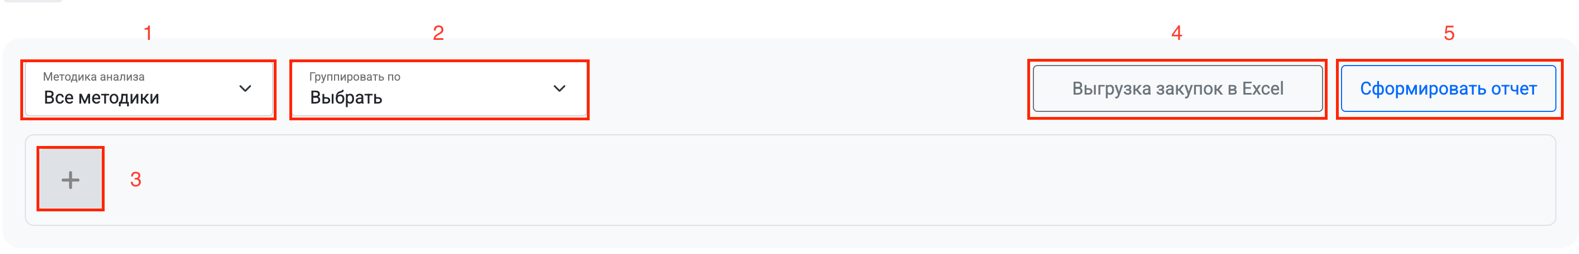 1
2
4
5
Методика анализа
Все методики
Группировать по
Выбрать
Выгрузка закупок в Excel
Сформировать отчет
+
3